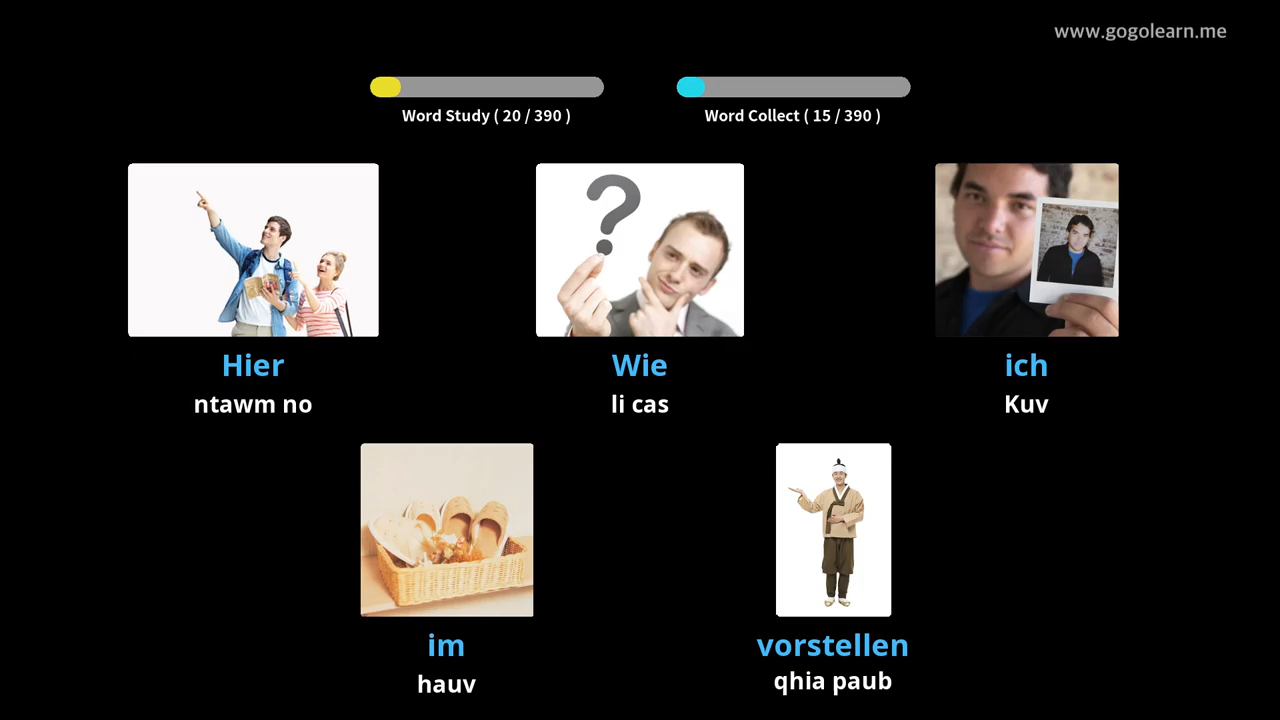 www.gogolearn.me
Word Study ( 20 / 390 )
Word Collect ( 15 / 390 )
Hier
ntawm no
Wie
li cas
ich
Kuv
im
hauv
vorstellen
qhia paub